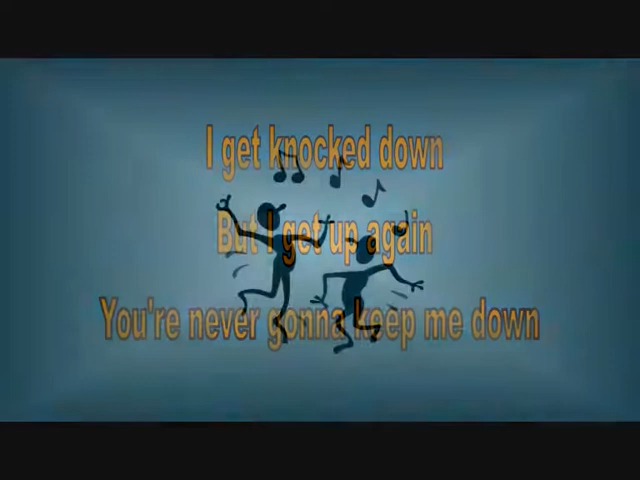 I get knocked down
But I get up again
You're never gonna keep me down